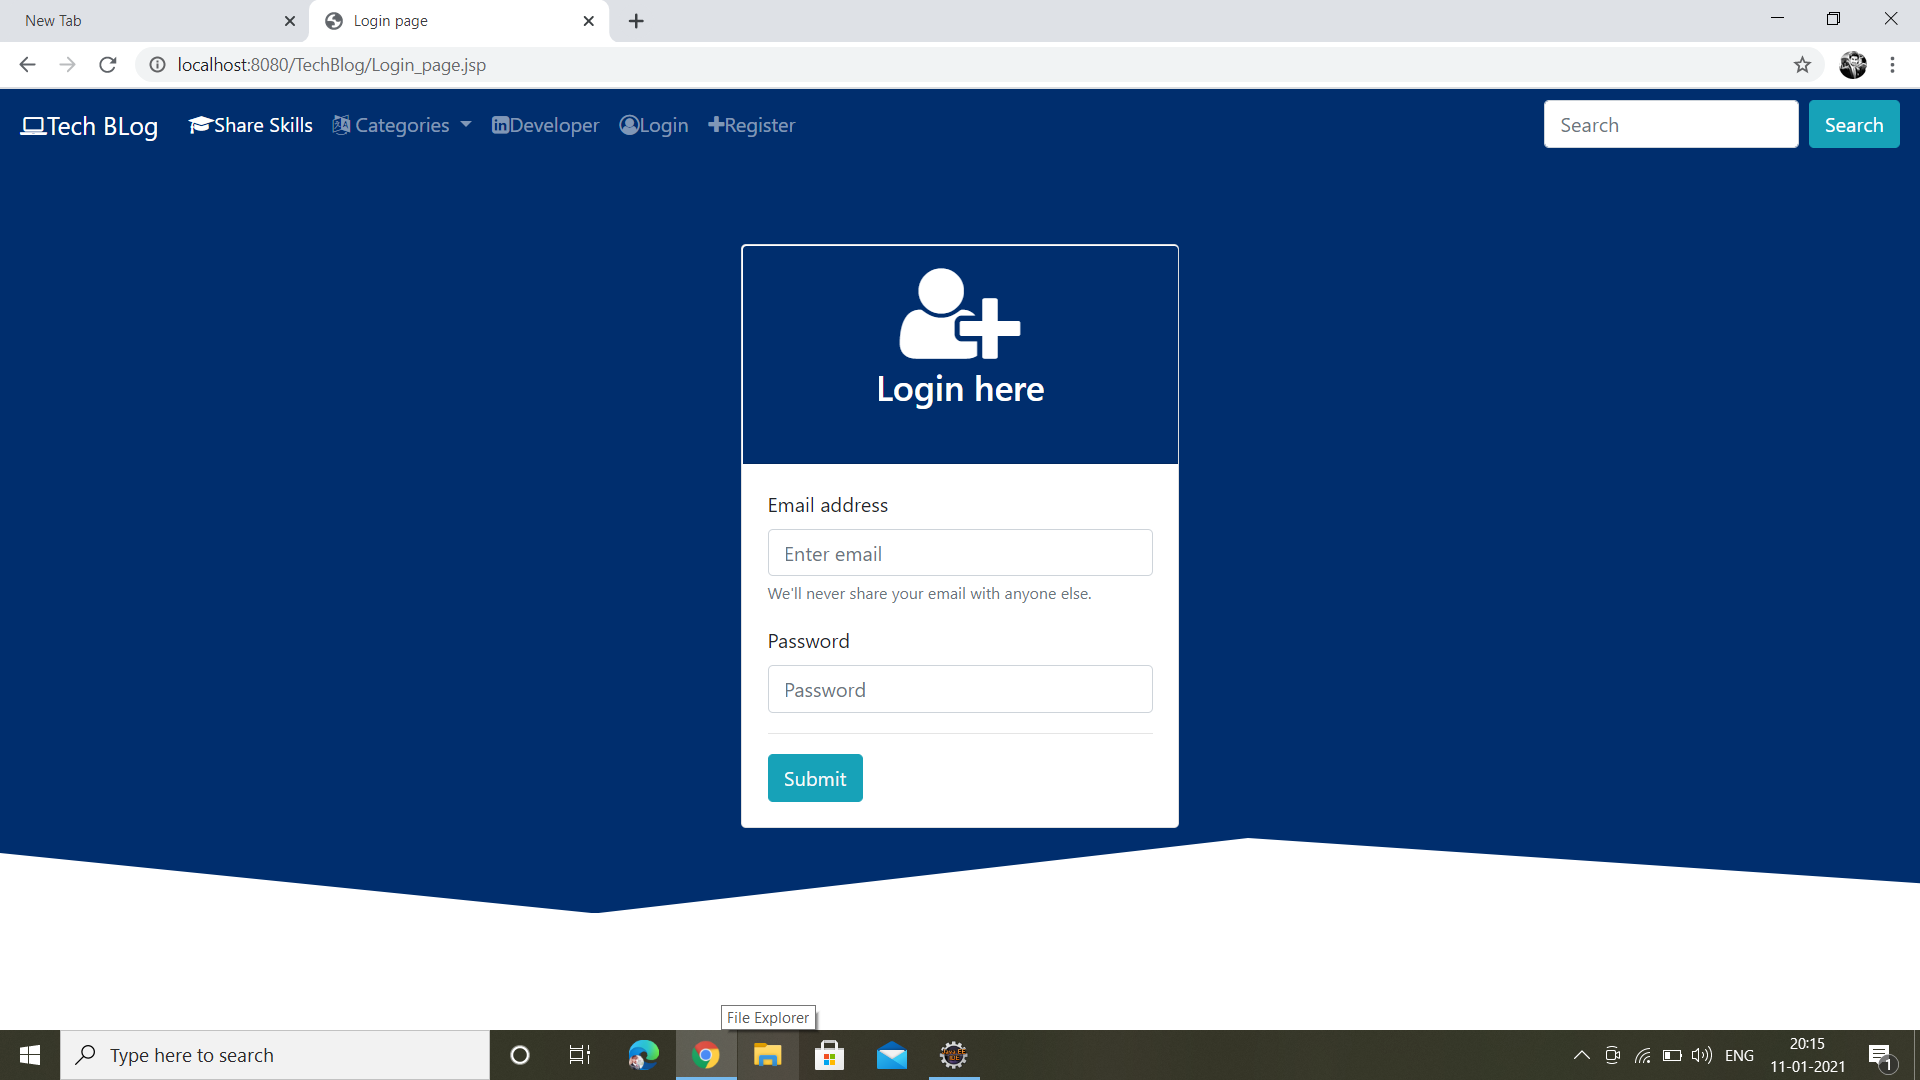 New Tab
Login page
localhost:8080/TechBlog/Login_page.jsp
Tech BLog Share Skills Categories Developer Login Register Search Search
Login here
Email address
Enter email
We'll never share your email with anyone else.
Password
Password
Submit
File Explorer
Type here to search
ENG
20:15
11-01-2021
1